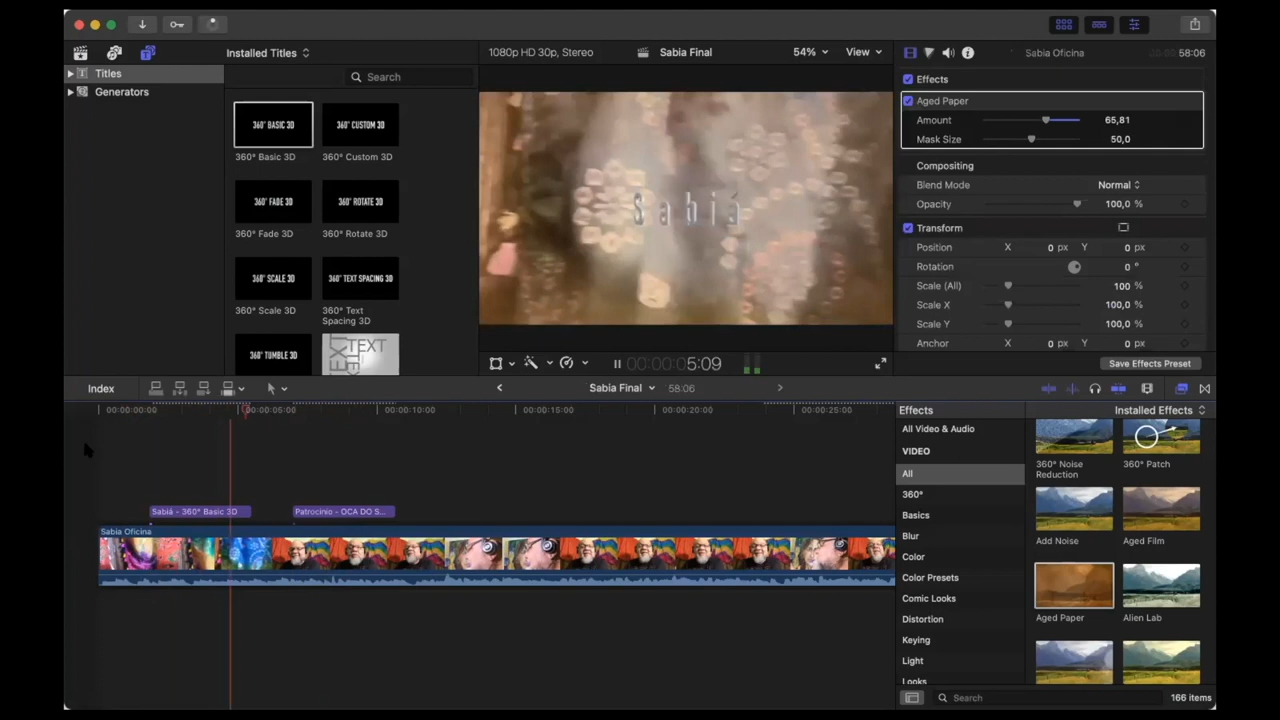 Installed Titles
1080p HD 30p, Stereo
Sabia Final
54%
View
Sabia Oficina
58:06
Titles
Generators
Search
360° BASIC 3D
360° CUSTOM 3D
360° Basic 3D
360° Custom 3D
360° FADE 3D
360° ROTATE 3D
360° Fade 3D
360° Rotate 3D
360° SCALE 3D
360° TEXT SPACING 3D
360° Scale 3D
360° Text
Spacing 3D
360° TUMBLE 3D
TEXT
TEXT
Sabiá
Effects
Aged Paper
Amount 65,81
Mask Size 50,0
Compositing
Blend Mode Normal
Opacity 100,0 %
Transform
Position X 0 px Y 0 px
Rotation 0 °
Scale (All) 100 %
Scale X 100,0 %
Scale Y 100,0 %
Anchor X 0 px Y 0 px
00:00:00:05:09
Save Effects Preset
Index
Sabia Final
58:06
00:00:00:00
00:00:05:00
00:00:10:00
00:00:15:00
00:00:20:00
00:00:25:00
Sabiá - 360° Basic 3D
Patrocínio - OCA DO S...
Sabia Oficina
Effects
Installed Effects
All Video & Audio
VIDEO
All
360°
Basics
Blur
Color
Color Presets
Comic Looks
Distortion
Keying
Light
Looks
360° Noise
Reduction
360° Patch
Add Noise
Aged Film
Aged Paper
Alien Lab
Search
166 items